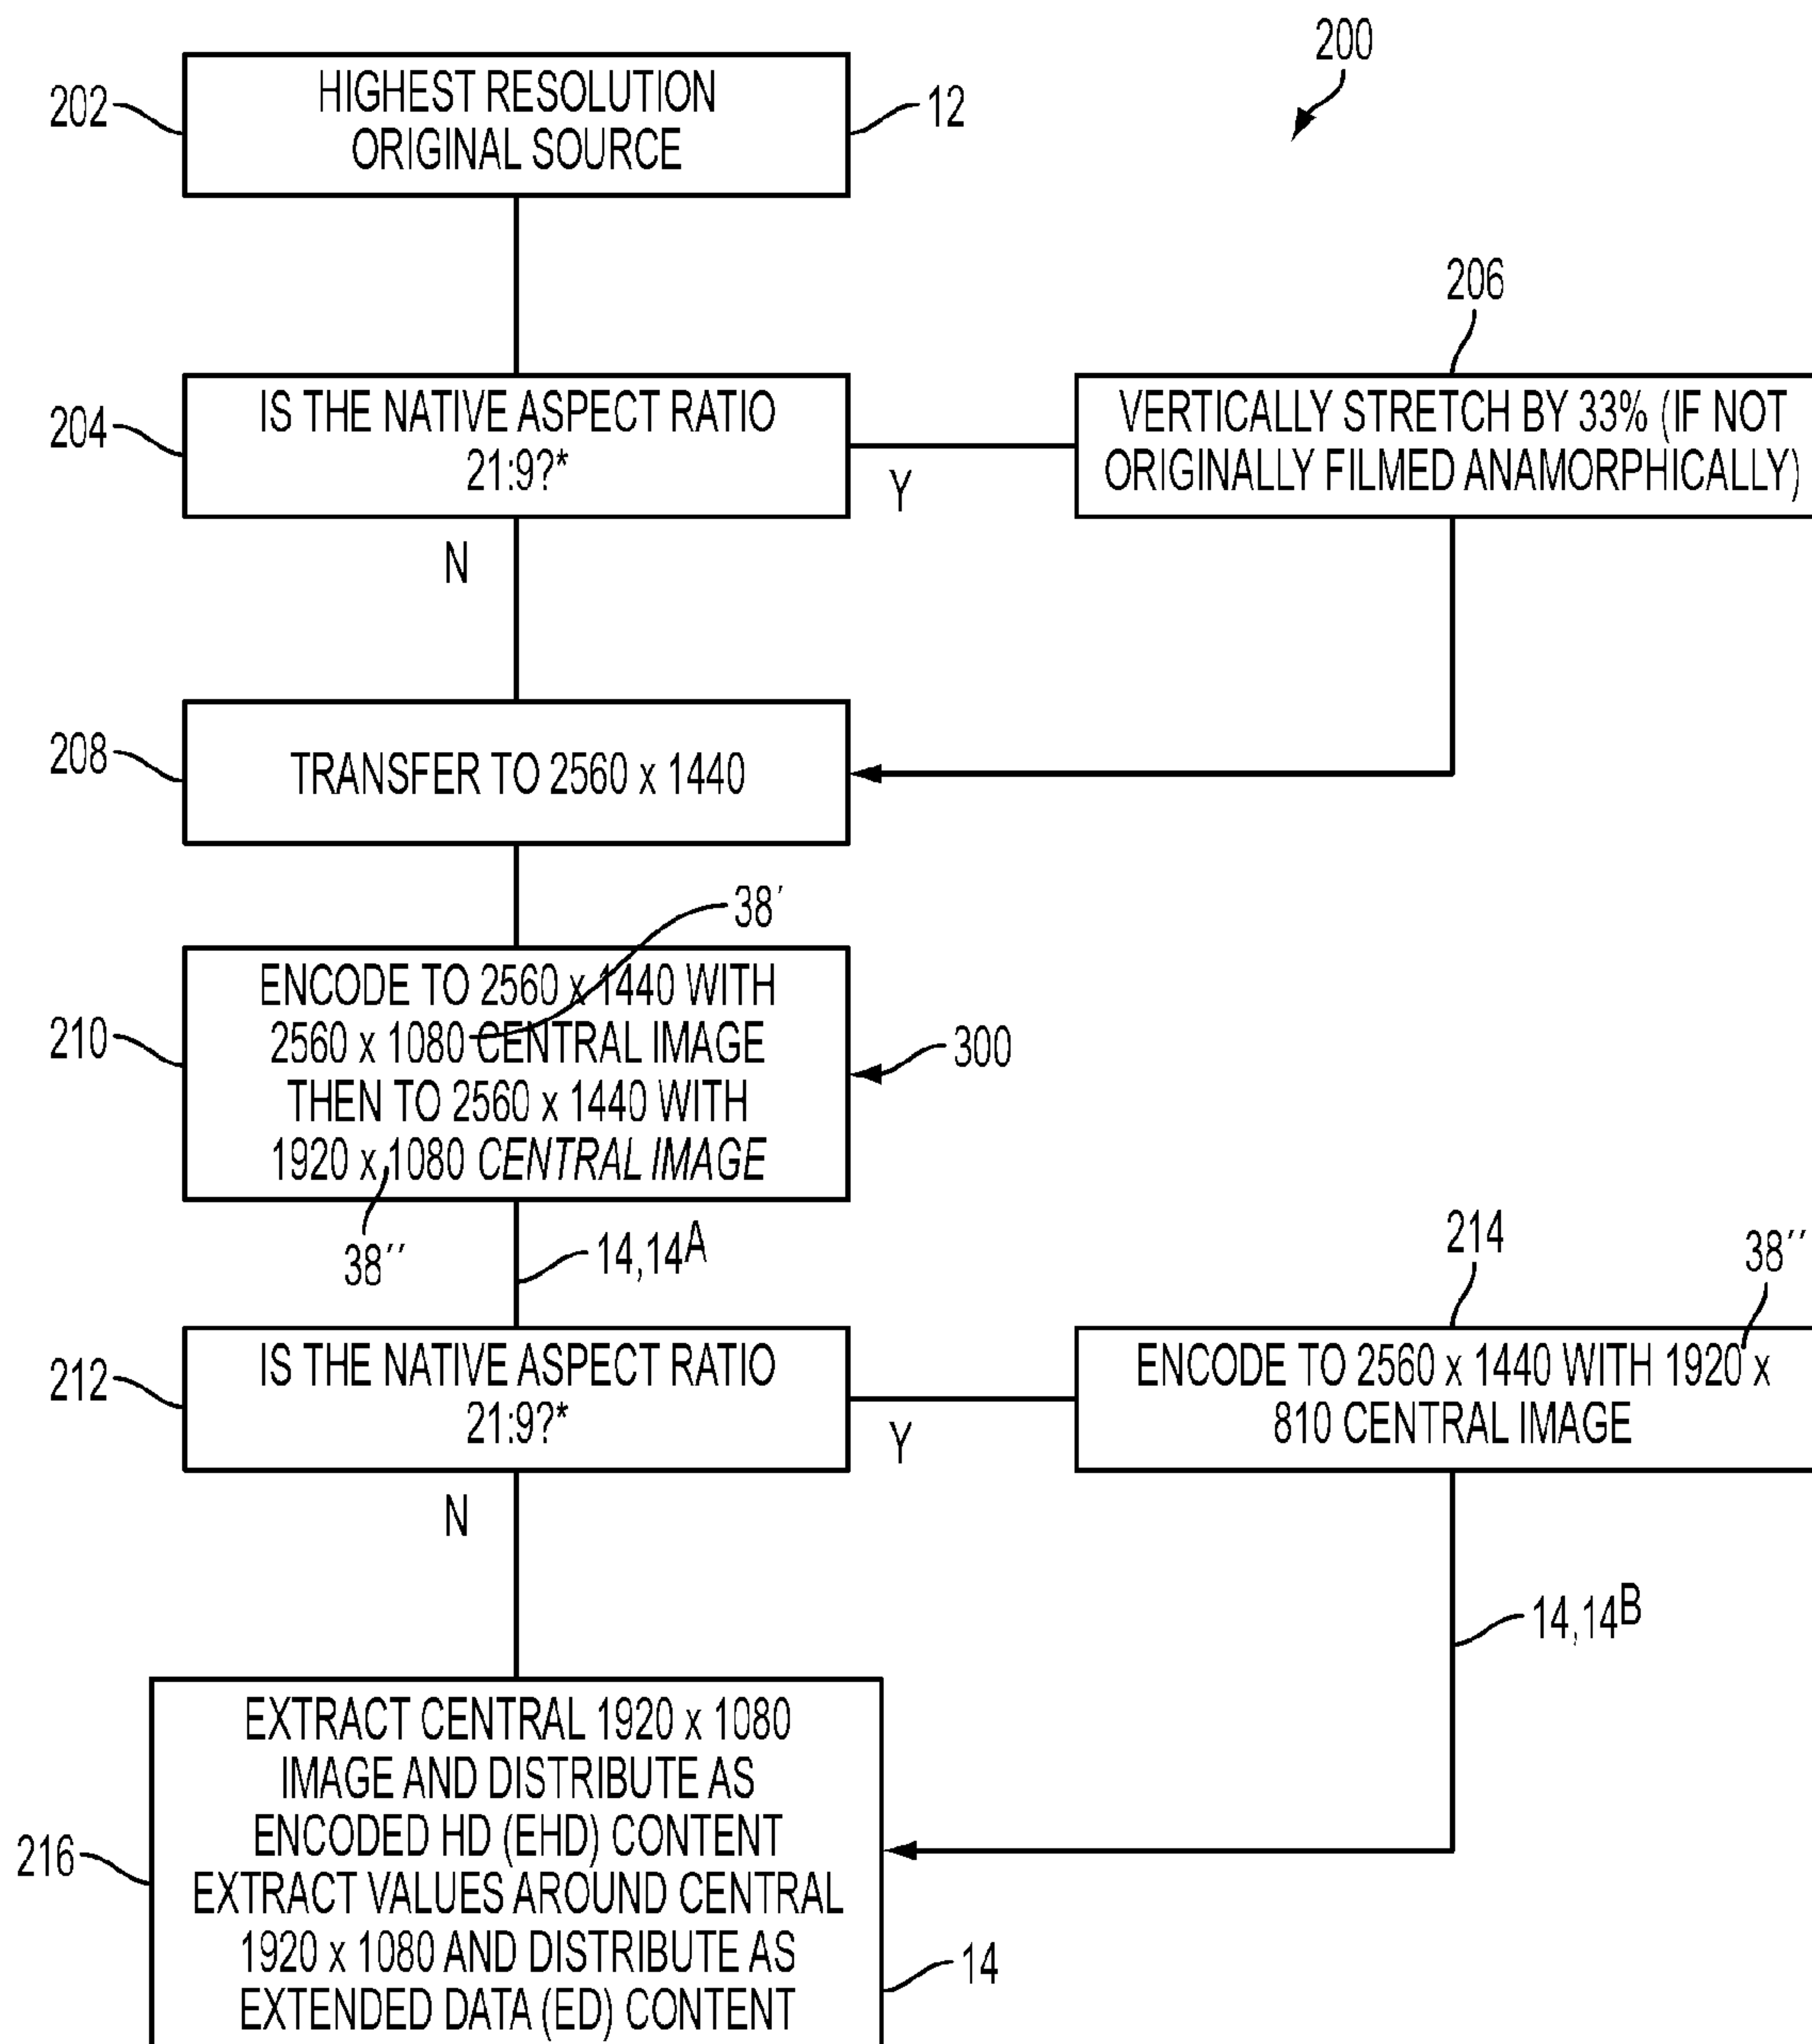 200
202
HIGHEST RESOLUTION
ORIGINAL SOURCE
12
206
204
IS THE NATIVE ASPECT RATIO
21:9?*
Y
VERTICALLY STRETCH BY 33% (IF NOT
ORIGINALLY FILMED ANAMORPHICALLY)
N
208
TRANSFER TO 2560 x 1440
38′
210
ENCODE TO 2560 x 1440 WITH
2560 x 1080 CENTRAL IMAGE
THEN TO 2560 x 1440 WITH
1920 x 1080 CENTRAL IMAGE
300
38′′
14,14A
214
38′′
212
IS THE NATIVE ASPECT RATIO
21:9?*
Y
ENCODE TO 2560 x 1440 WITH 1920 x
810 CENTRAL IMAGE
N
14,14B
216
EXTRACT CENTRAL 1920 x 1080
IMAGE AND DISTRIBUTE AS
ENCODED HD (EHD) CONTENT
EXTRACT VALUES AROUND CENTRAL
1920 x 1080 AND DISTRIBUTE AS
EXTENDED DATA (ED) CONTENT
14